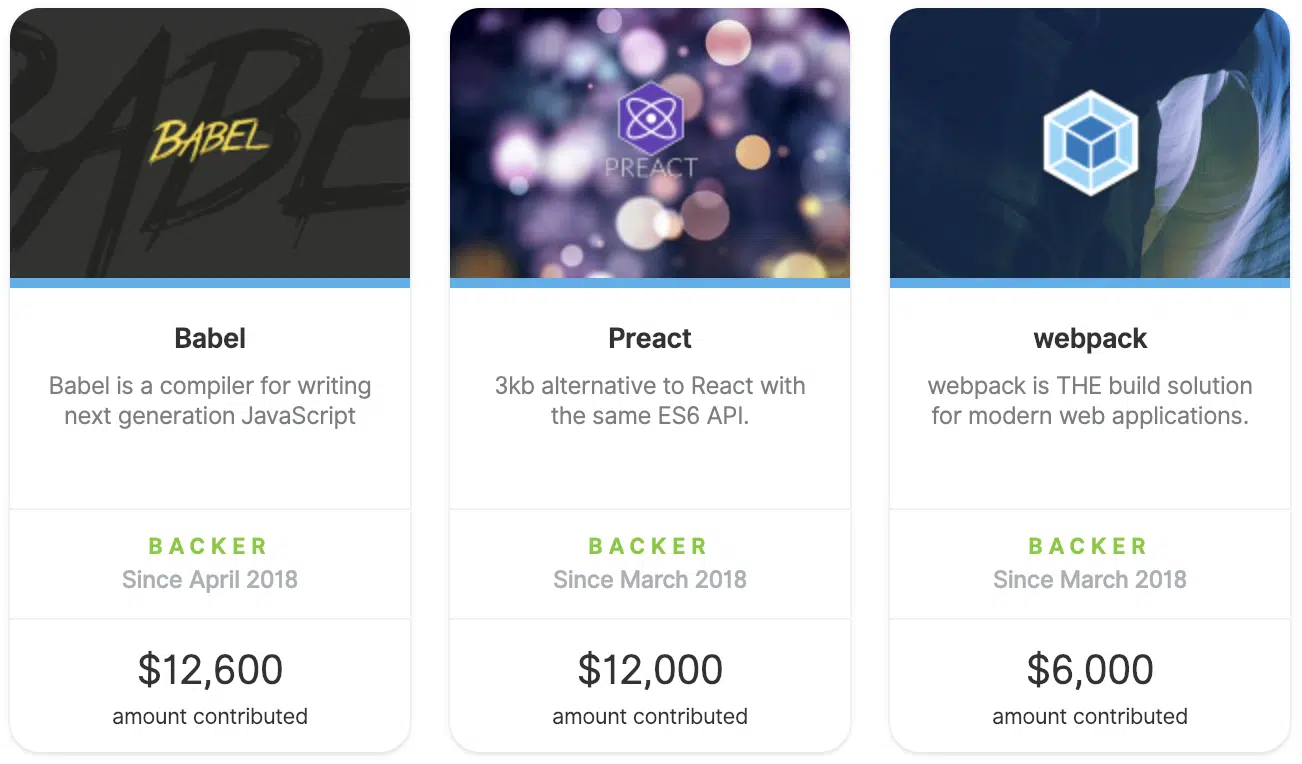 BABEL
BABEL
Babel
Babel is a compiler for writing
next generation JavaScript
BACKER
Since April 2018
$12,600
amount contributed
PREACT
Preact
3kb alternative to React with
the same ES6 API.
BACKER
Since March 2018
$12,000
amount contributed
webpack
webpack is THE build solution
for modern web applications.
BACKER
Since March 2018
$6,000
amount contributed